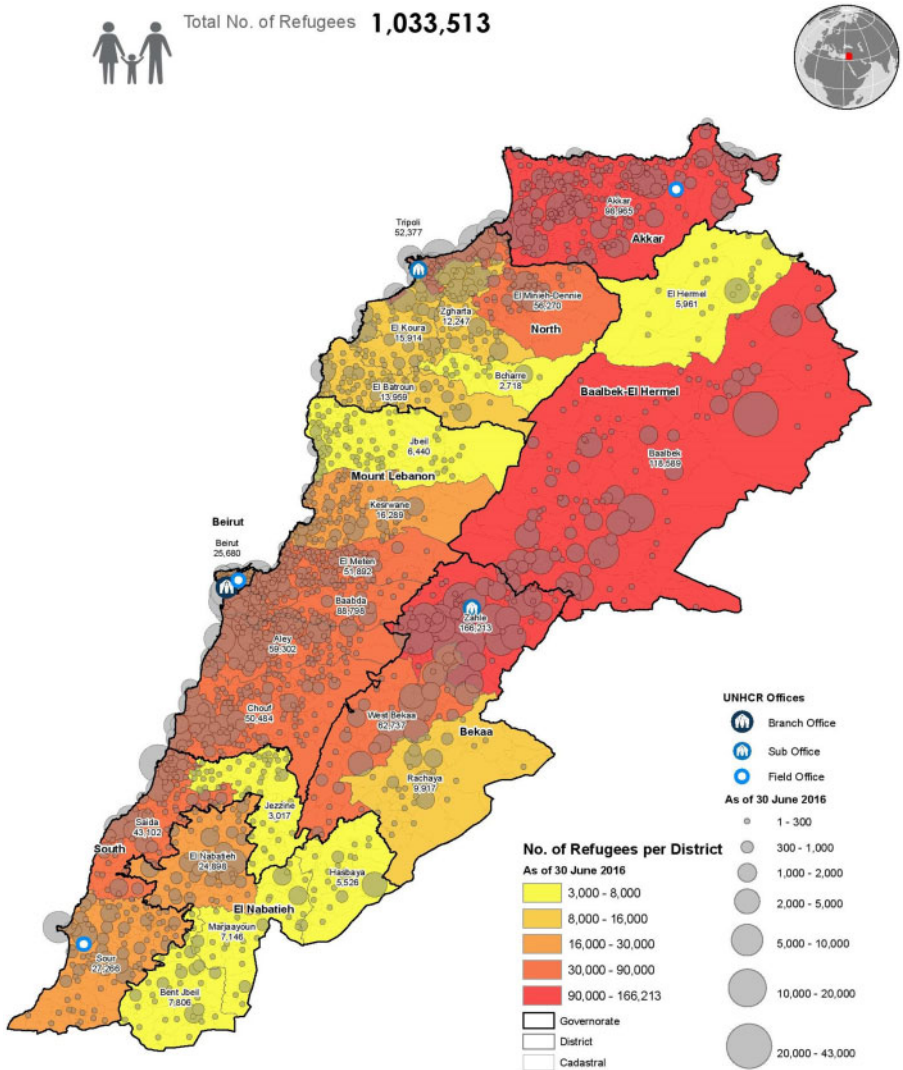 Total No. of Refugees 1,033,513
Akkar
98,965
Akkar
Tripoli
52,377
El Hermel
5,961
El Minieh-Dennie
56,270
Zgharta
12,247
North
El Koura
15,914
Bcharre
2,718
El Batroun
13,959
Baalbek-El Hermel
Jbeil
6,440
Baalbek
118,589
Mount Lebanon
Kesrwane
16,289
Beirut
Beirut
25,680
El Meten
51,892
Baabda
88,798
Zahle
166,213
Aley
59,302
Chouf
50,484
West Bekaa
62,737
Bekaa
Rachaya
9,917
Jezzine
3,017
Saida
43,102
South
El Nabatieh
24,898
Hasbaya
5,526
El Nabatieh
Marjaayoun
7,146
Sour
27,266
Bent Jbeil
7,806
UNHCR Offices
Branch Office
Sub Office
Field Office
As of 30 June 2016
1 - 300
300 - 1,000
1,000 - 2,000
2,000 - 5,000
5,000 - 10,000
10,000 - 20,000
20,000 - 43,000
No. of Refugees per District
As of 30 June 2016
3,000 - 8,000
8,000 - 16,000
16,000 - 30,000
30,000 - 90,000
90,000 - 166,213
Governorate
District
Cadastral